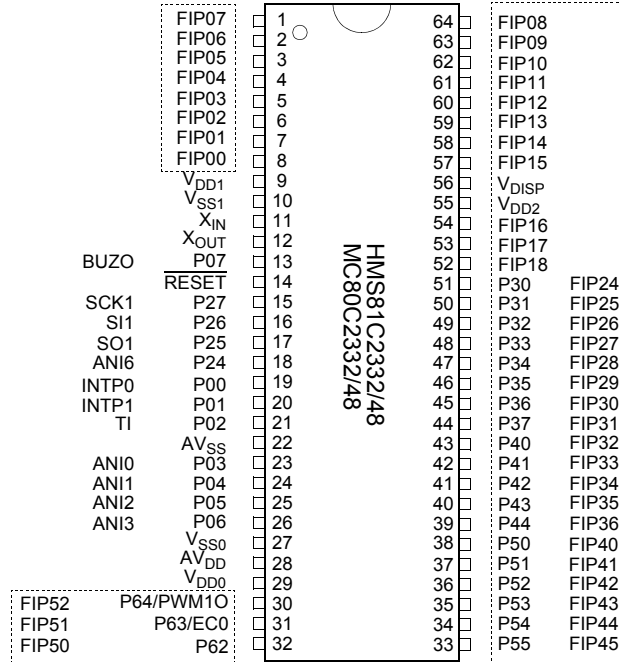 FIP07 1 64 FIP08
FIP06 2 63 FIP09
FIP05 3 62 FIP10
FIP04 4 61 FIP11
FIP03 5 60 FIP12
FIP02 6 59 FIP13
FIP01 7 58 FIP14
FIP00 8 57 FIP15
VDD1 9 56 VDISP
VSS1 10 55 VDD2
XIN 11 54 FIP16
XOUT 12 53 FIP17
BUZO P07 13 52 FIP18
RESET 14 51 P30 FIP24
SCK1 P27 15 50 P31 FIP25
SI1 P26 16 49 P32 FIP26
SO1 P25 17 48 P33 FIP27
ANI6 P24 18 47 P34 FIP28
INTP0 P00 19 46 P35 FIP29
INTP1 P01 20 45 P36 FIP30
TI P02 21 44 P37 FIP31
AVSS 22 43 P40 FIP32
ANI0 P03 23 42 P41 FIP33
ANI1 P04 24 41 P42 FIP34
ANI2 P05 25 40 P43 FIP35
ANI3 P06 26 39 P44 FIP36
VSS0 27 38 P50 FIP40
AVDD 28 37 P51 FIP41
VDD0 29 36 P52 FIP42
FIP52 P64/PWM1O 30 35 P53 FIP43
FIP51 P63/EC0 31 34 P54 FIP44
FIP50 P62 32 33 P55 FIP45
HMS81C2332/48
MC80C2332/48